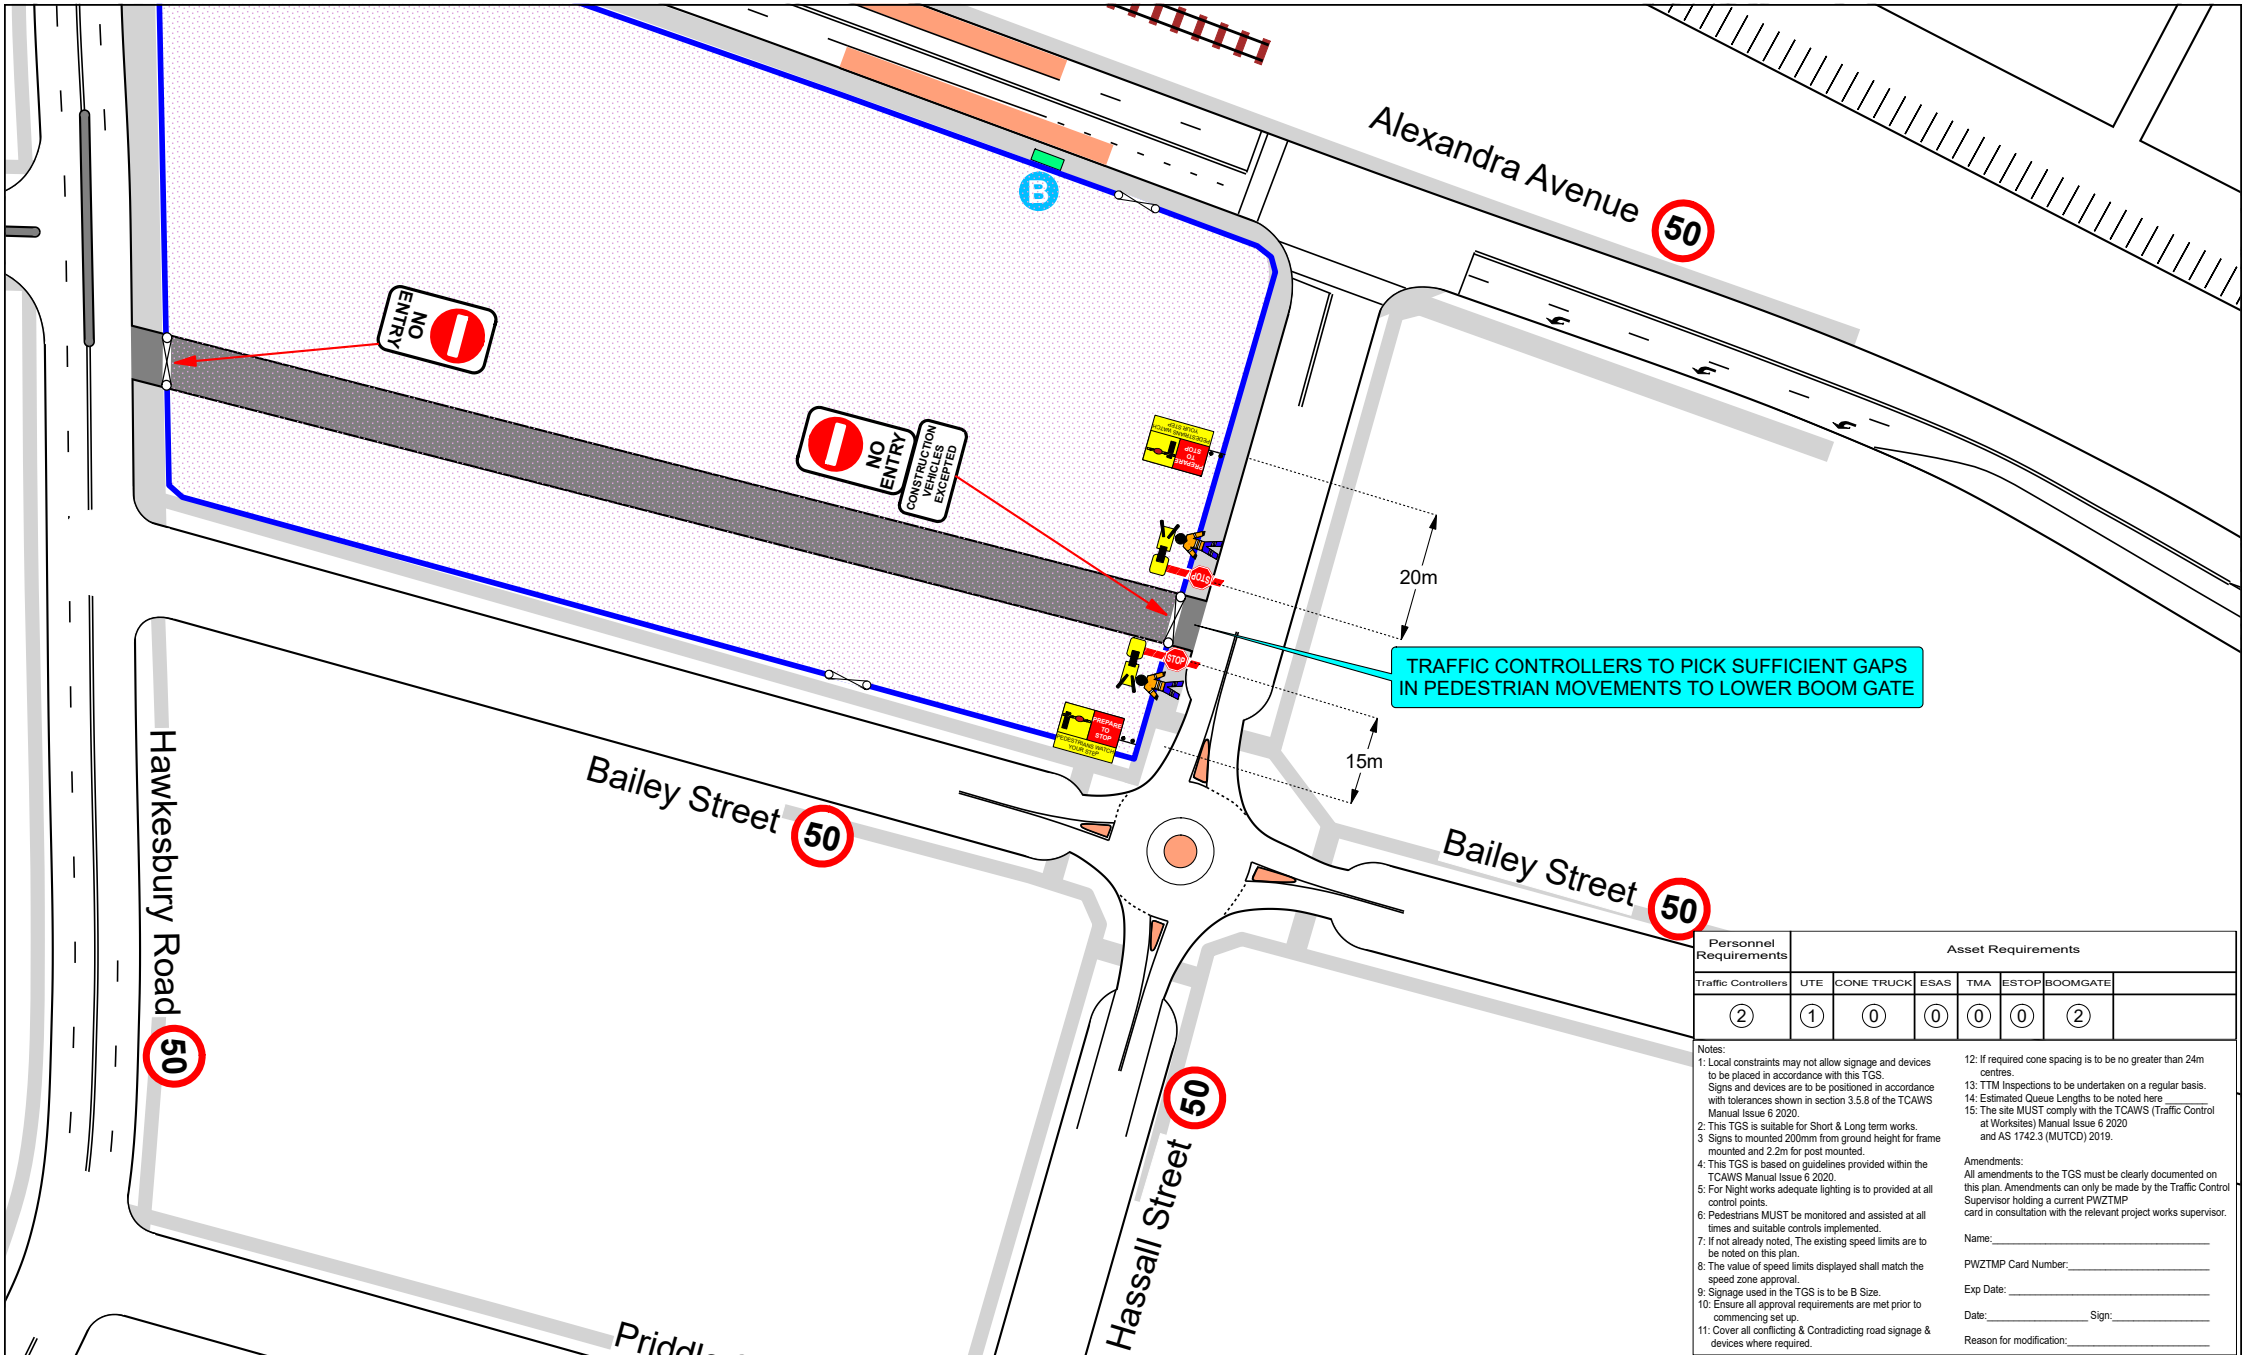 Alexandra Avenue
50
B
NO
ENTRY
NO
ENTRY
CONSTRUCTION
VEHICLES
EXCEPTED
PREPARE
TO
STOP
PEDESTRIANS WATCH
YOUR STEP
STOP
20m
TRAFFIC CONTROLLERS TO PICK SUFFICIENT GAPS
IN PEDESTRIAN MOVEMENTS TO LOWER BOOM GATE
STOP
PREPARE
TO
STOP
PEDESTRIANS WATCH
YOUR STEP
15m
Bailey Street
50
Bailey Street
50
Hawkesbury Road
50
Hassall Street
50
Personnel
Requirements
Asset Requirements
Traffic Controllers UTE CONE TRUCK ESAS TMA ESTOP BOOMGATE
2 1 0 0 0 0 2
Notes:
1: Local constraints may not allow signage and devices
to be placed in accordance with this TGS.
Signs and devices are to be positioned in accordance
with tolerances shown in section 3.5.8 of the TCAWS
Manual Issue 6 2020.
2: This TGS is suitable for Short & Long term works.
3 Signs to mounted 200mm from ground height for frame
mounted and 2.2m for post mounted.
4: This TGS is based on guidelines provided within the
TCAWS Manual Issue 6 2020.
5: For Night works adequate lighting is to provided at all
control points.
6: Pedestrians MUST be monitored and assisted at all
times and suitable controls implemented.
7: If not already noted, The existing speed limits are to
be noted on this plan.
8: The value of speed limits displayed shall match the
speed zone approval.
9: Signage used in the TGS is to be B Size.
10: Ensure all approval requirements are met prior to
commencing set up.
11: Cover all conflicting & Contradicting road signage &
devices where required.
12: If required cone spacing is to be no greater than 24m
centres.
13: TTM Inspections to be undertaken on a regular basis.
14: Estimated Queue Lengths to be noted here ________
15: The site MUST comply with the TCAWS (Traffic Control
at Worksites) Manual Issue 6 2020
and AS 1742.3 (MUTCD) 2019.
Amendments:
All amendments to the TGS must be clearly documented on
this plan. Amendments can only be made by the Traffic Control
Supervisor holding a current PWZTMP
card in consultation with the relevant project works supervisor.
Name:________________________
PWZTMP Card Number:________________
Exp Date: ______________________
Date:____________ Sign:____________
Reason for modification:________________